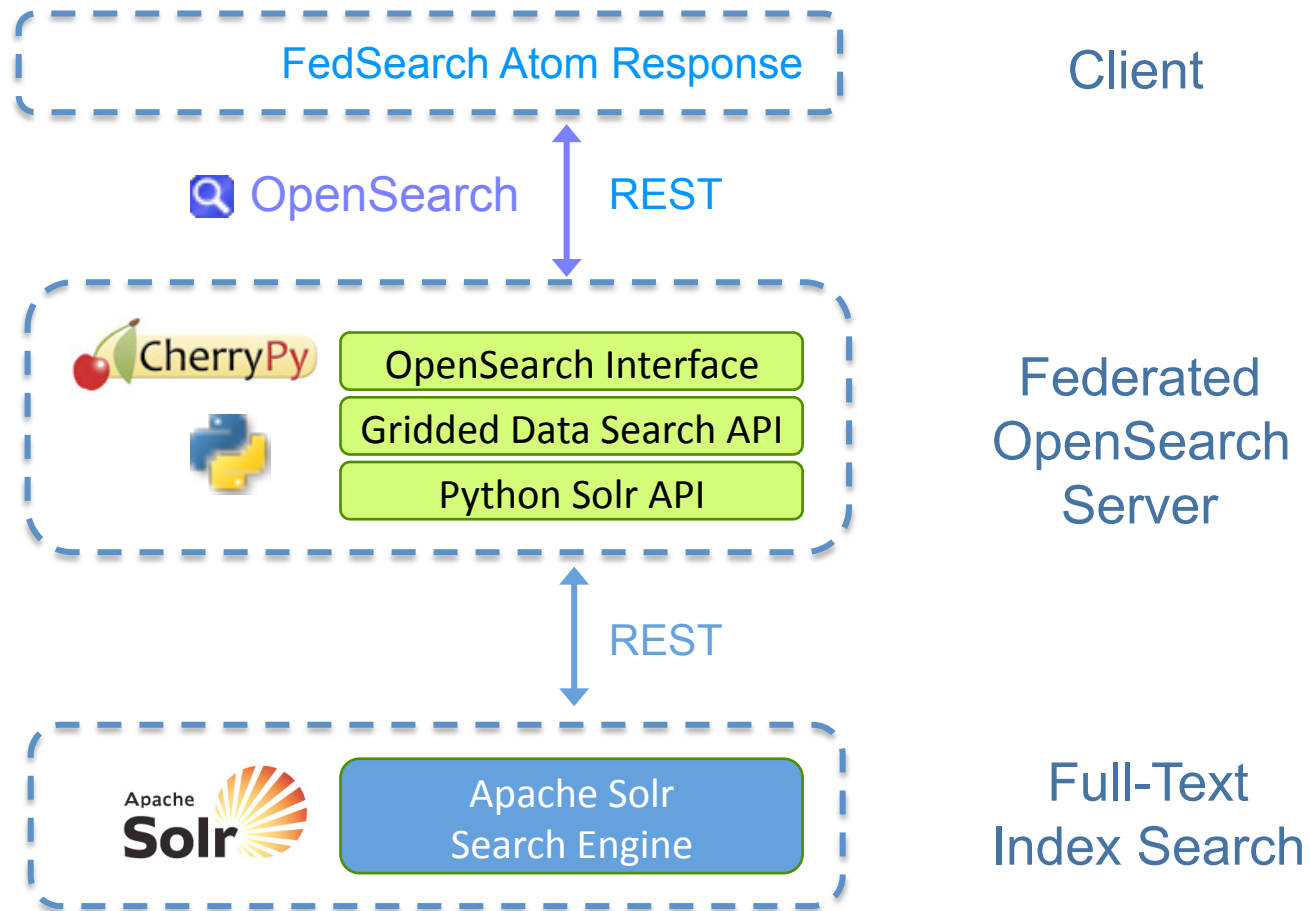 FedSearch Atom Response
Client
OpenSearch
REST
CherryPy
OpenSearch Interface
Gridded Data Search API
Python Solr API
Federated
OpenSearch
Server
REST
Apache
Solr
Apache Solr
Search Engine
Full-Text
Index Search